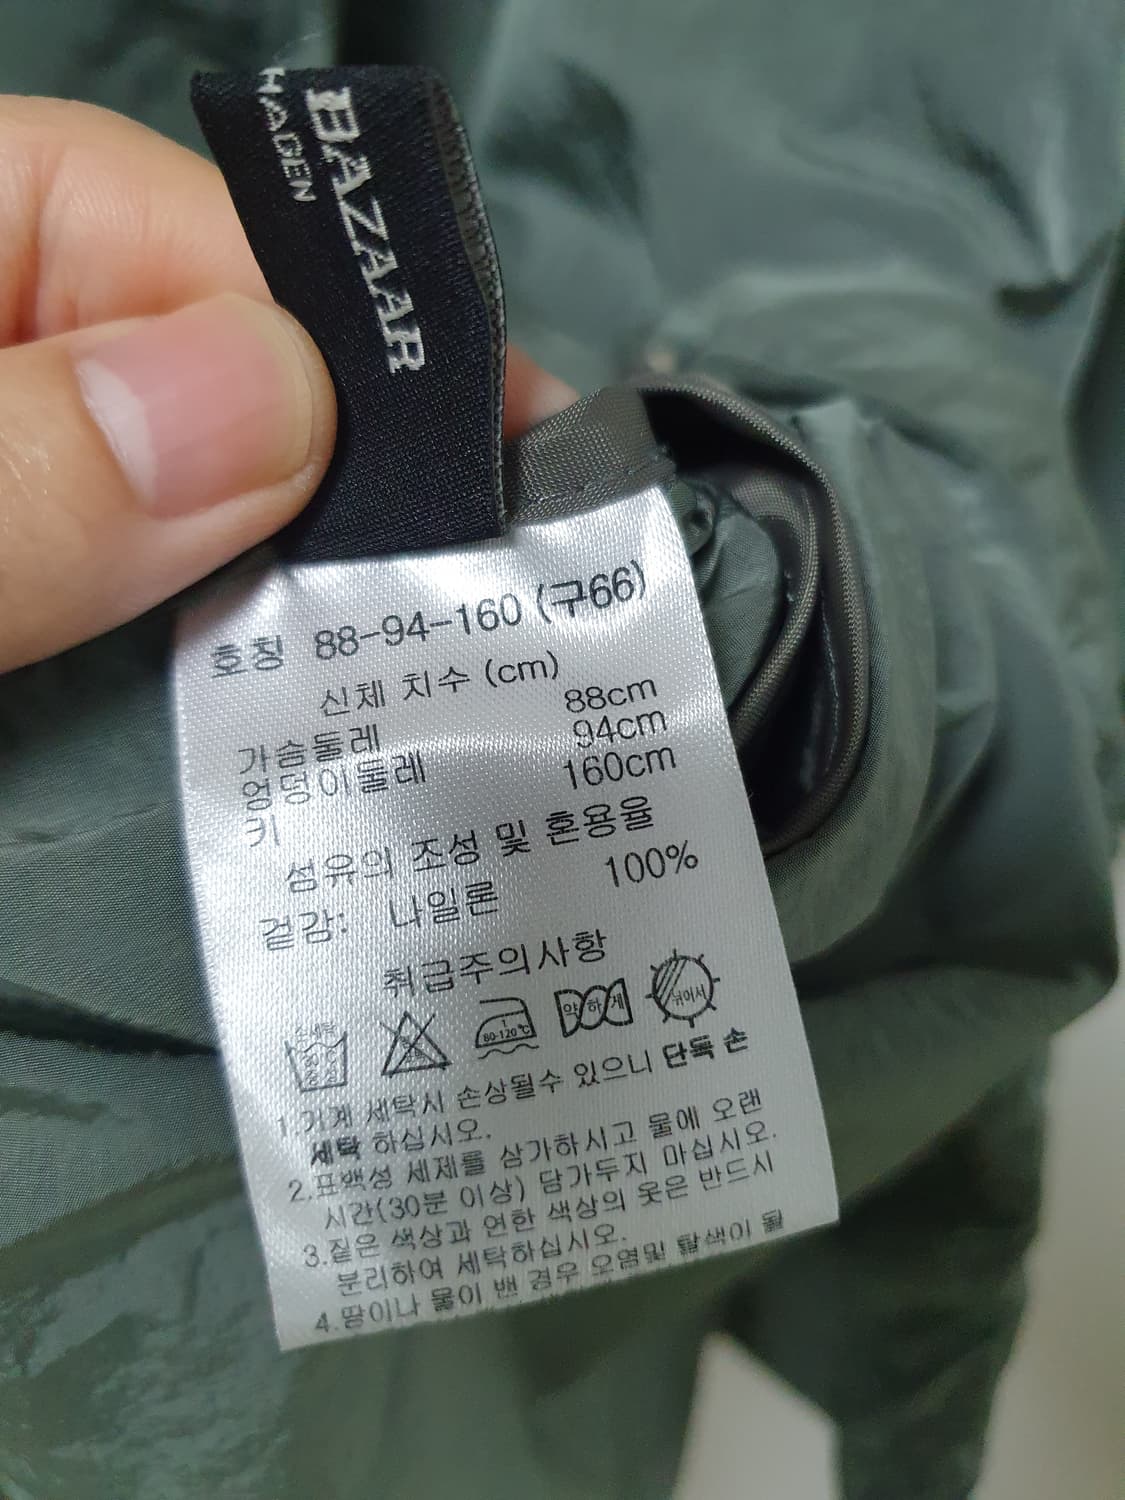 BAZAAR
HAGEN
호칭 88-94-160 (구66)
신체 치수 (cm)
가슴둘레 88cm
엉덩이둘레 94cm
키 160cm
섬유의 조성 및 혼용율
겉감: 나일론 100%
취급주의사항
손세탁
80-120℃
약하게
뉘어서
1.기계 세탁시 손상될수 있으니 단독 손
세탁 하십시오.
2.표백성 세제를 삼가하시고 물에 오랜
시간(30분 이상) 담가두지 마십시오.
3.짙은 색상과 연한 색상의 옷은 반드시
분리하여 세탁하십시오.
4.땀이나 물이 밴 경우 오염및 탈색이 될